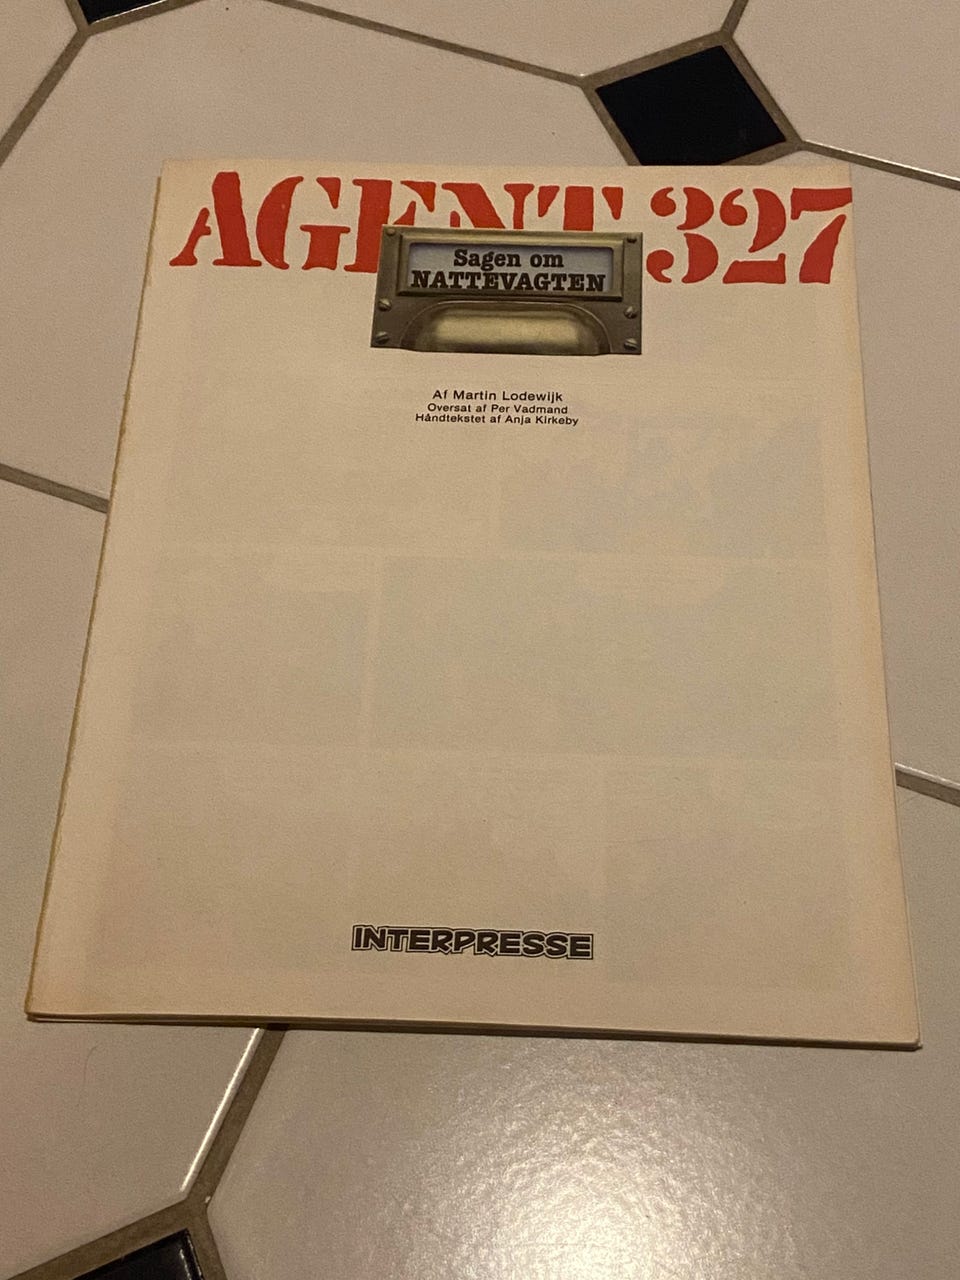 AGENT 327
Sagen om
NATTEVAGTEN
Af Martin Lodewijk
Oversat af Per Vadmand
Håndtekstet af Anja Kirkeby
INTERPRESSE